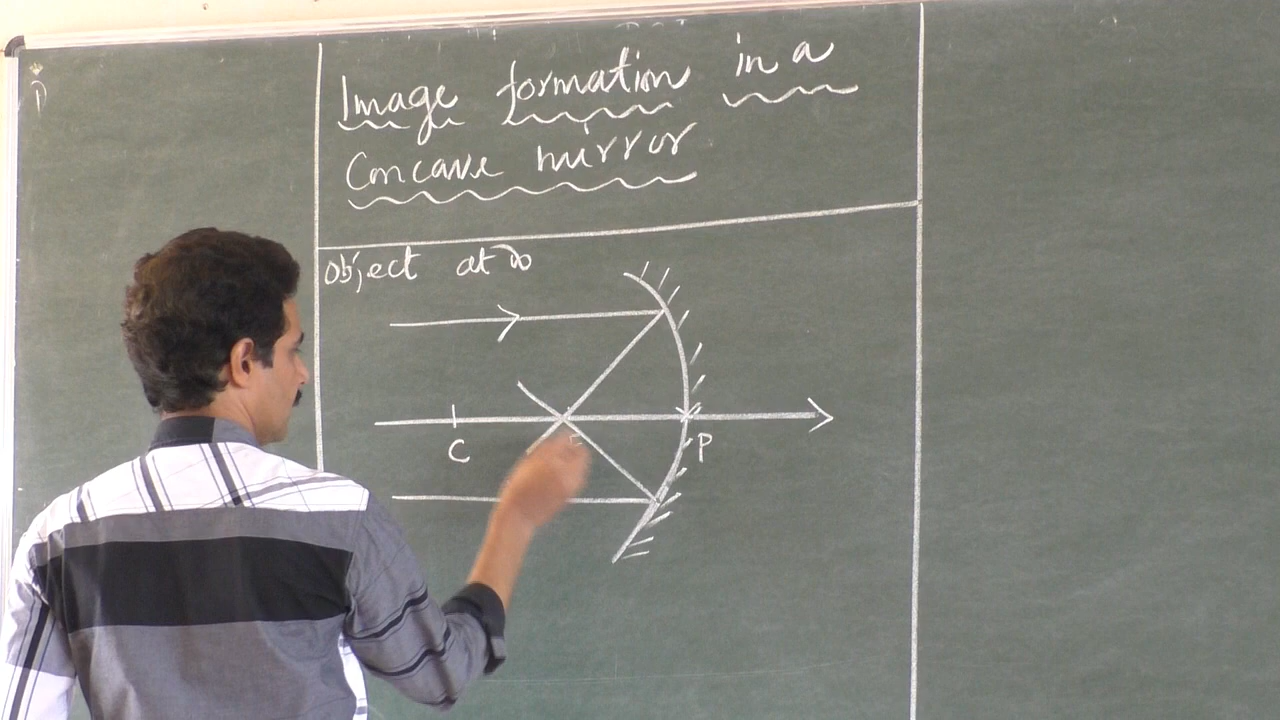 Image formation in a
Concave mirror
Object at ∞
C
F
P